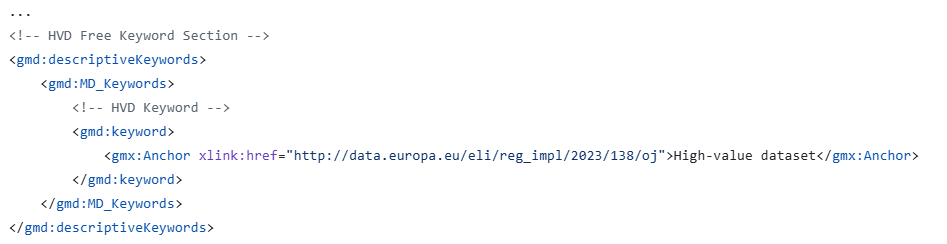 ...
<!-- HVD Free Keyword Section -->
<gmd:descriptiveKeywords>
    <gmd:MD_Keywords>
        <!-- HVD Keyword -->
        <gmd:keyword>
            <gmx:Anchor xlink:href="http://data.europa.eu/eli/reg_impl/2023/138/oj">High-value dataset</gmx:Anchor>
        </gmd:keyword>
    </gmd:MD_Keywords>
</gmd:descriptiveKeywords>